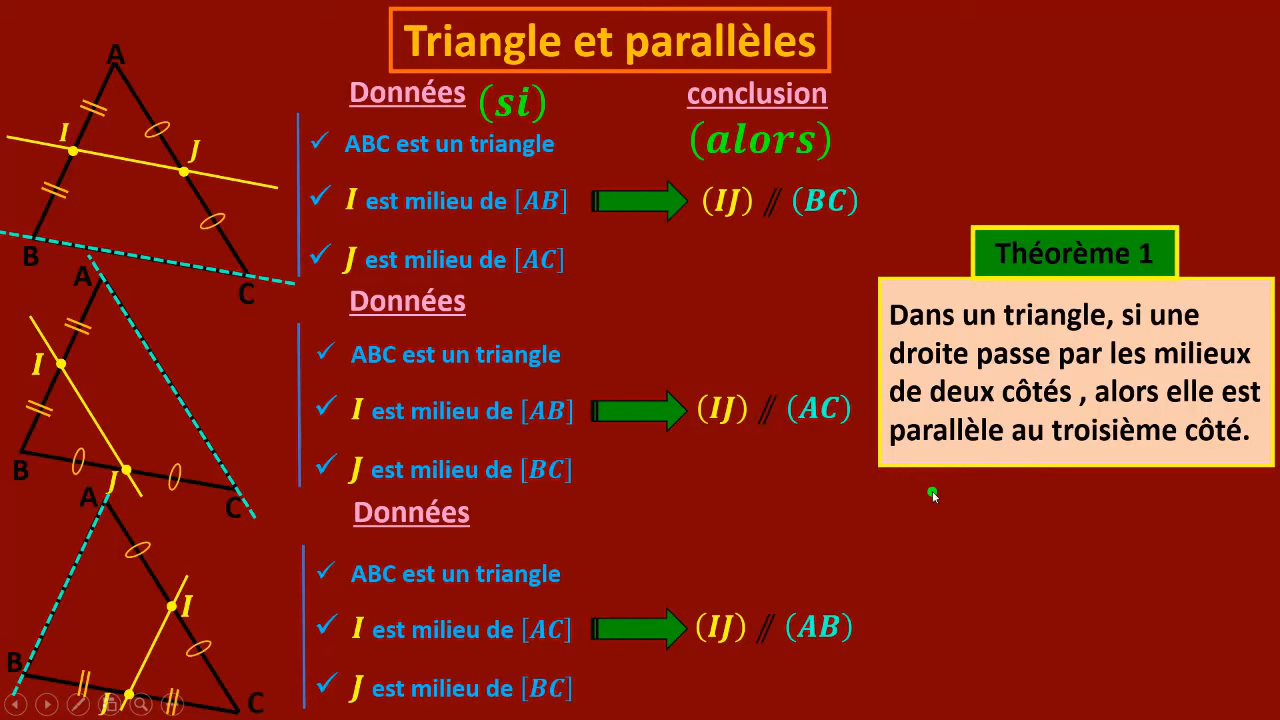 Triangle et parallèles
Données (si)
conclusion
(alors)
✓ ABC est un triangle
✓ I est milieu de [AB]
(IJ) // (BC)
✓ J est milieu de [AC]
A
I
J
B
C
Données
✓ ABC est un triangle
✓ I est milieu de [AB]
(IJ) // (AC)
✓ J est milieu de [BC]
A
I
B
J
C
Données
✓ ABC est un triangle
✓ I est milieu de [AC]
(IJ) // (AB)
✓ J est milieu de [BC]
A
I
B
J
C
Théorème 1
Dans un triangle, si une
droite passe par les milieux
de deux côtés , alors elle est
parallèle au troisième côté.